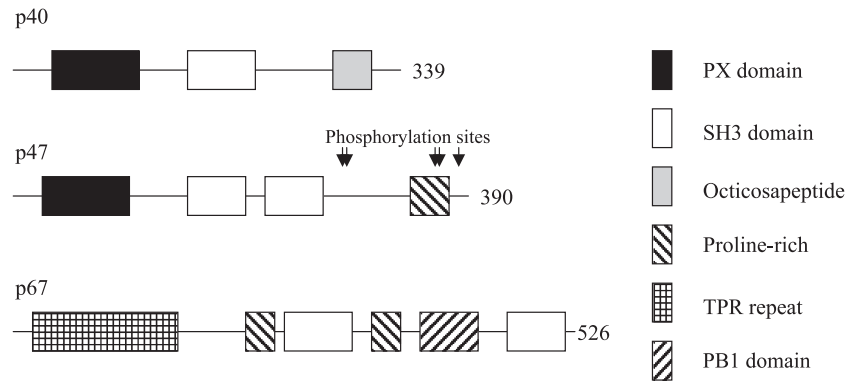 p40
339
Phosphorylation sites
p47
390
p67
526
PX domain
SH3 domain
Octicosapeptide
Proline-rich
TPR repeat
PB1 domain